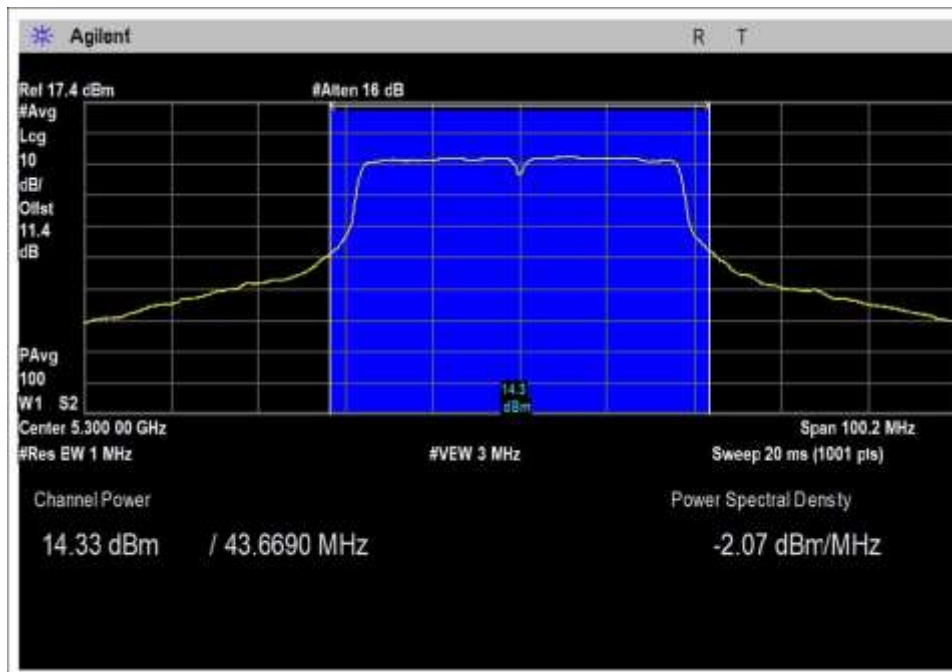 Agilent
R T
Ref 17.4 dBm #Atten 16 dB
#Avg
Log
10
dB/
Offst
11.4
dB
PAvg
100
W1 S2
14.3
dBm
Center 5.300 00 GHz Span 100.2 MHz
#Res BW 1 MHz #VBW 3 MHz Sweep 20 ms (1001 pts)
Channel Power Power Spectral Density
14.33 dBm / 43.6690 MHz -2.07 dBm/MHz